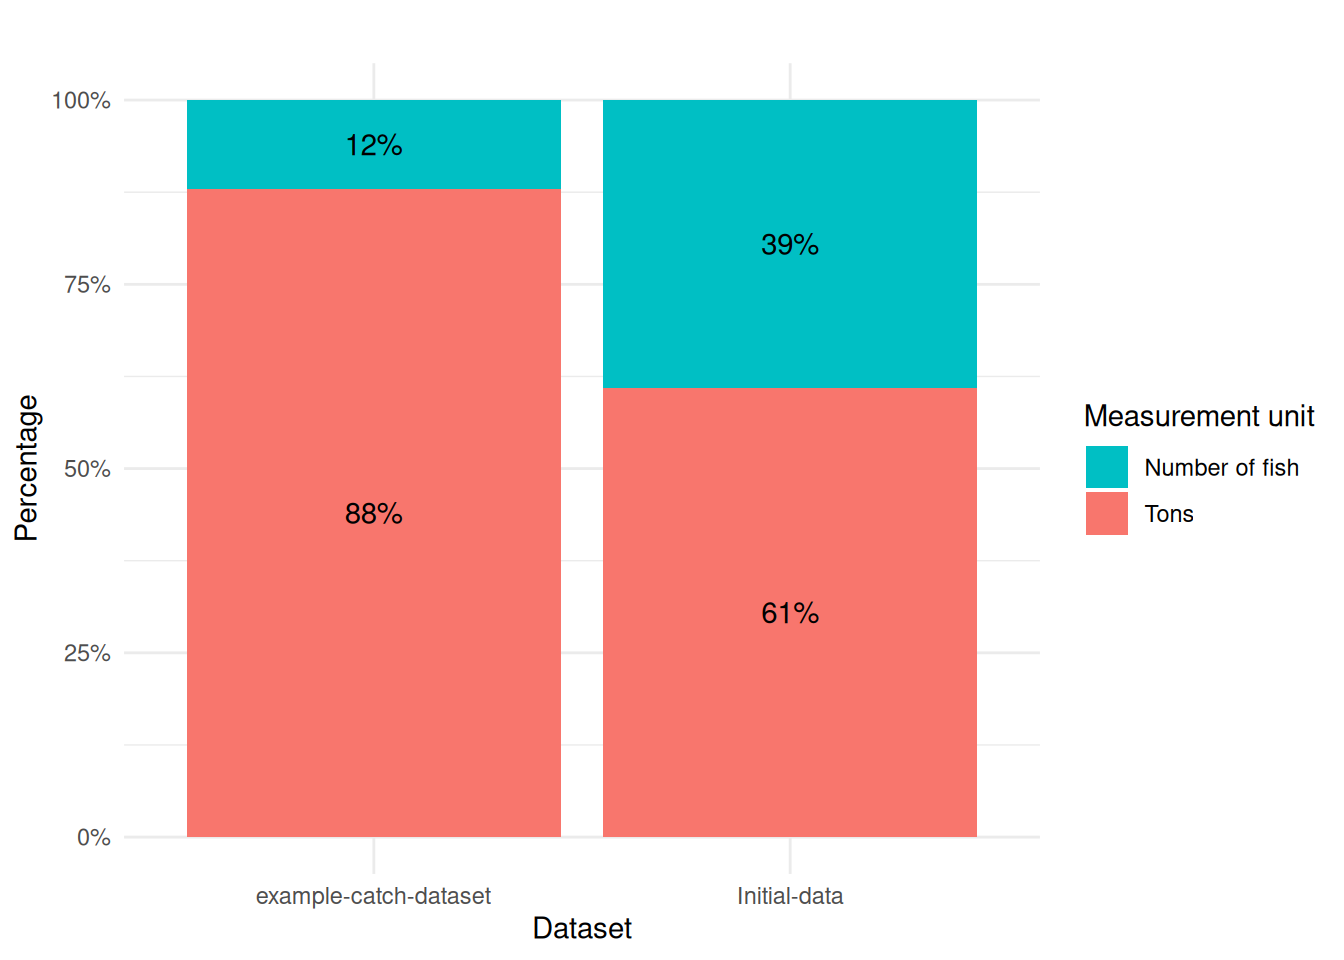 100%
75%
50%
25%
0%
Percentage
12%
88%
39%
61%
example-catch-dataset
Initial-data
Dataset
Measurement unit
Number of fish
Tons